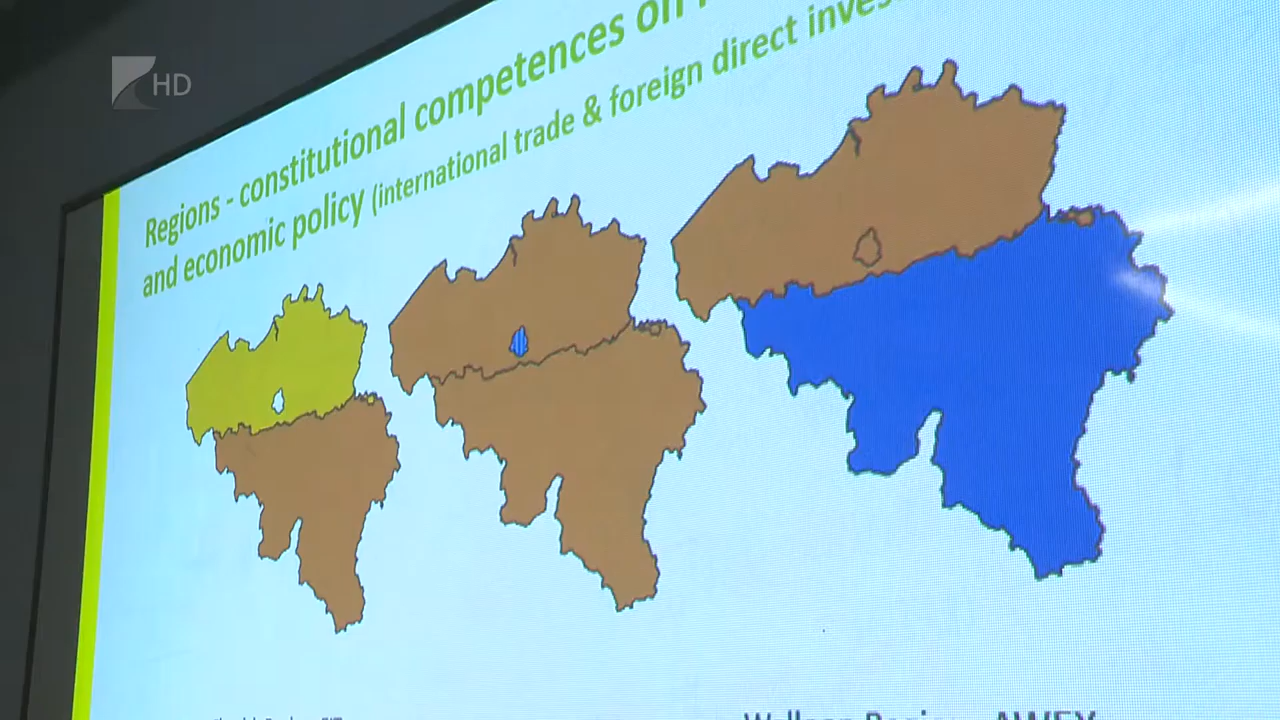 HD
Regions - constitutional competences on
and economic policy (international trade & foreign direct inves